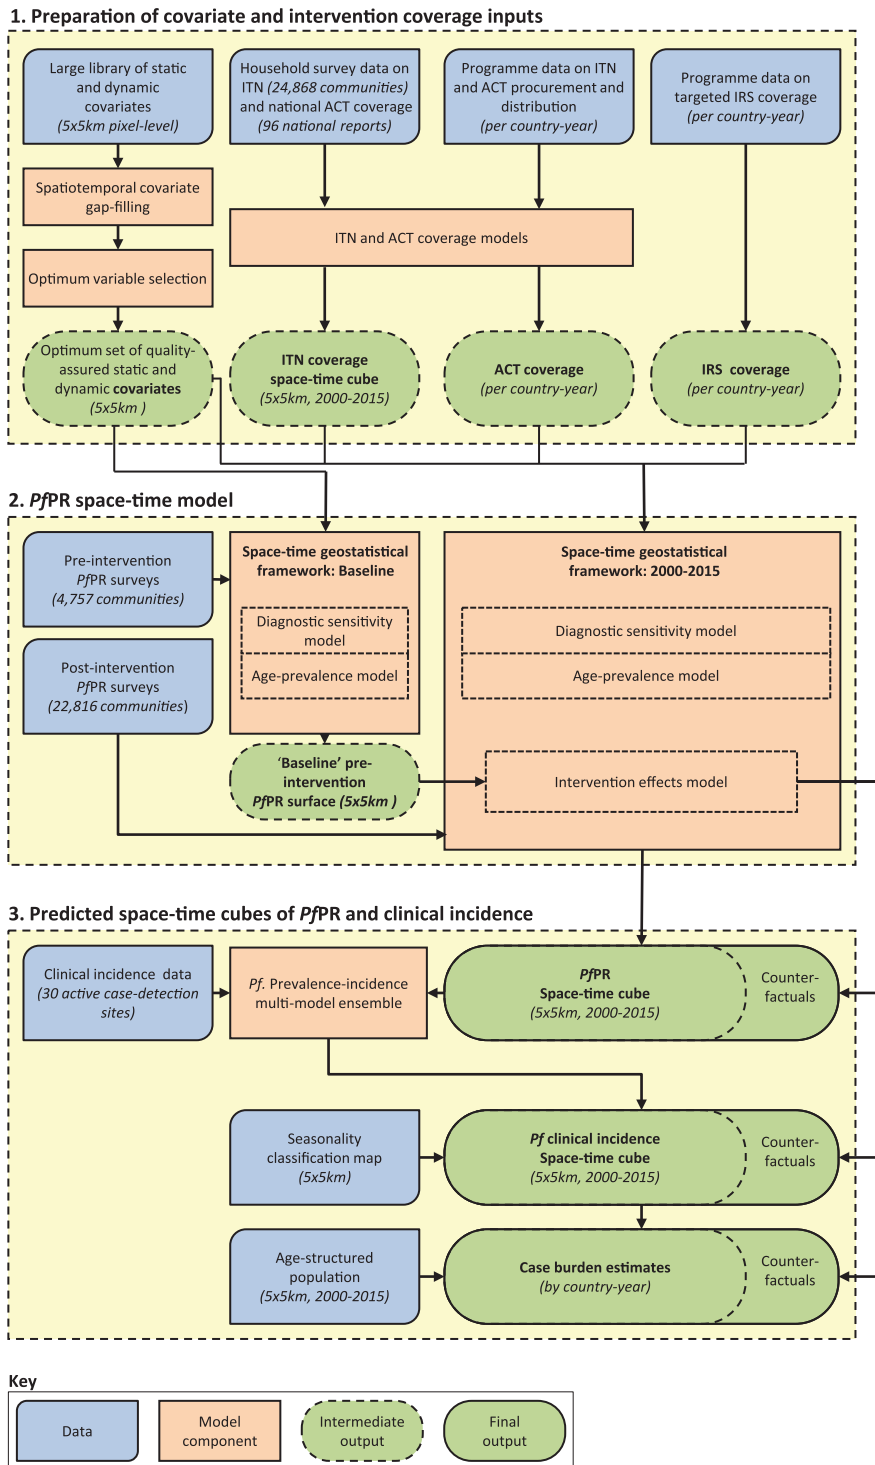 1. Preparation of covariate and intervention coverage inputs
Large library of static
and dynamic
covariates
(5x5km pixel-level)
Household survey data on
ITN (24,868 communities)
and national ACT coverage
(96 national reports)
Programme data on ITN
and ACT procurement and
distribution
(per country-year)
Programme data on
targeted IRS coverage
(per country-year)
Spatiotemporal covariate
gap-filling
ITN and ACT coverage models
Optimum variable selection
Optimum set of quality-
assured static and
dynamic covariates
(5x5km )
ITN coverage
space-time cube
(5x5km, 2000-2015)
ACT coverage
(per country-year)
IRS coverage
(per country-year)
2. PfPR space-time model
Pre-intervention
PfPR surveys
(4,757 communities)
Space-time geostatistical
framework: Baseline
Diagnostic sensitivity
model
Age-prevalence model
Space-time geostatistical
framework: 2000-2015
Diagnostic sensitivity model
Age-prevalence model
Post-intervention
PfPR surveys
(22,816 communities)
'Baseline' pre-
intervention
PfPR surface (5x5km )
Intervention effects model
3. Predicted space-time cubes of PfPR and clinical incidence
Clinical incidence data
(30 active case-detection
sites)
Pf. Prevalence-incidence
multi-model ensemble
PfPR
Space-time cube
(5x5km, 2000-2015)
Counter-
factuals
Seasonality
classification map
(5x5km)
Pf clinical incidence
Space-time cube
(5x5km, 2000-2015)
Counter-
factuals
Age-structured
population
(5x5km, 2000-2015)
Case burden estimates
(by country-year)
Counter-
factuals
Key
Data
Model
component
Intermediate
output
Final
output